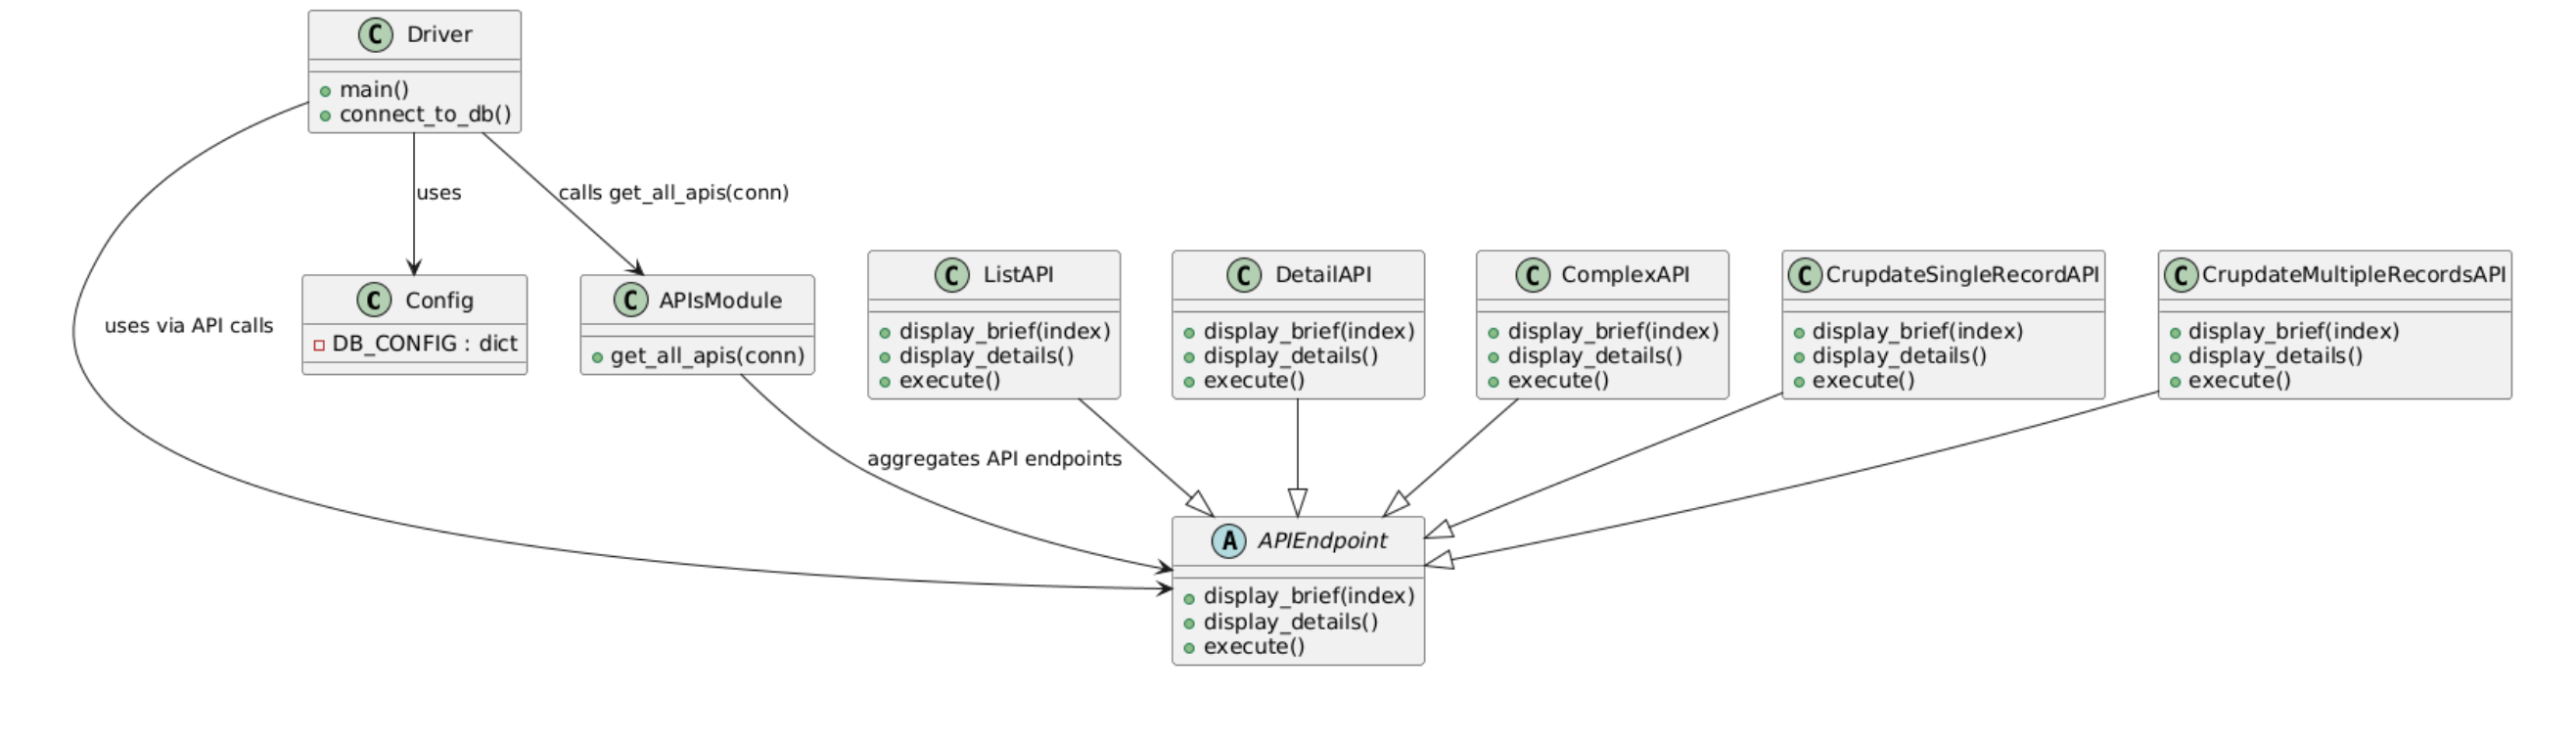 C Driver
main()
connect_to_db()
uses
calls get_all_apis(conn)
uses via API calls
C Config
DB_CONFIG : dict
C APIsModule
get_all_apis(conn)
C ListAPI
display_brief(index)
display_details()
execute()
C DetailAPI
display_brief(index)
display_details()
execute()
C ComplexAPI
display_brief(index)
display_details()
execute()
C CrupdateSingleRecordAPI
display_brief(index)
display_details()
execute()
C CrupdateMultipleRecordsAPI
display_brief(index)
display_details()
execute()
aggregates API endpoints
A APIEndpoint
display_brief(index)
display_details()
execute()